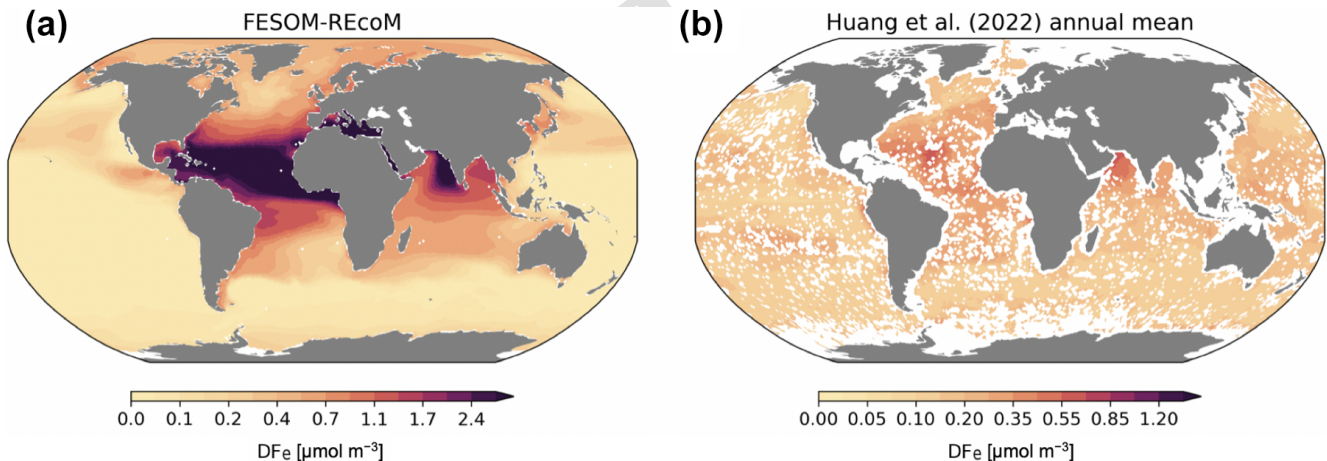 (a) FESOM-REcoM
(b) Huang et al. (2022) annual mean
0.0 0.1 0.2 0.4 0.7 1.1 1.7 2.4
DFe [μmol m⁻³]
0.00 0.05 0.10 0.20 0.35 0.55 0.85 1.20
DFe [μmol m⁻³]